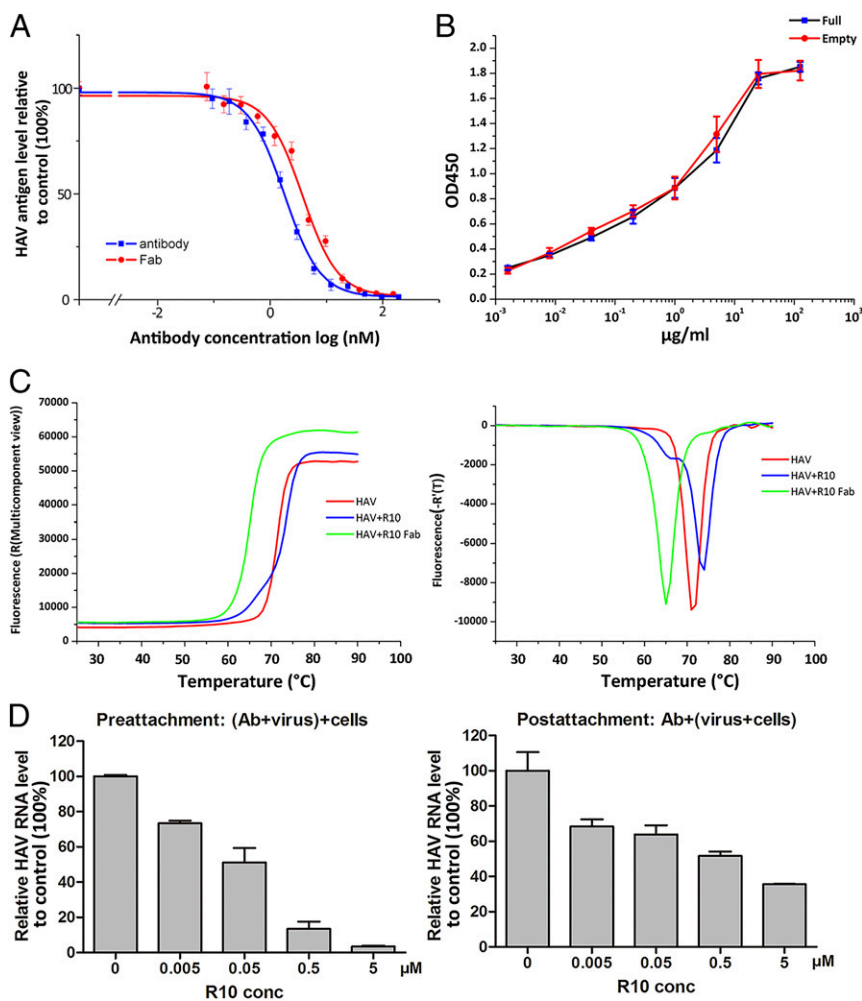 A
HAV antigen level relative
to control (100%)
100
50
0
antibody
Fab
-2
0
2
Antibody concentration log (nM)
B
Full
Empty
OD450
2.0
1.8
1.6
1.4
1.2
1.0
0.8
0.6
0.4
0.2
0.0
10⁻³
10⁻²
10⁻¹
10⁰
10¹
10²
10³
µg/ml
C
Fluorescence (R(Multicomponent view))
70000
60000
50000
40000
30000
20000
10000
0
HAV
HAV+R10
HAV+R10 Fab
30
40
50
60
70
80
90
100
Temperature (°C)
Fluorescence(-R'(T))
0
-2000
-4000
-6000
-8000
-10000
HAV
HAV+R10
HAV+R10 Fab
30
40
50
60
70
80
90
100
Temperature (°C)
D
Preattachment: (Ab+virus)+cells
Relative HAV RNA level
to control (100%)
120
100
80
60
40
20
0
0
0.005
0.05
0.5
5
µM
R10 conc
Postattachment: Ab+(virus+cells)
Relative HAV RNA level
to control (100%)
120
100
80
60
40
20
0
0
0.005
0.05
0.5
5
µM
R10 conc